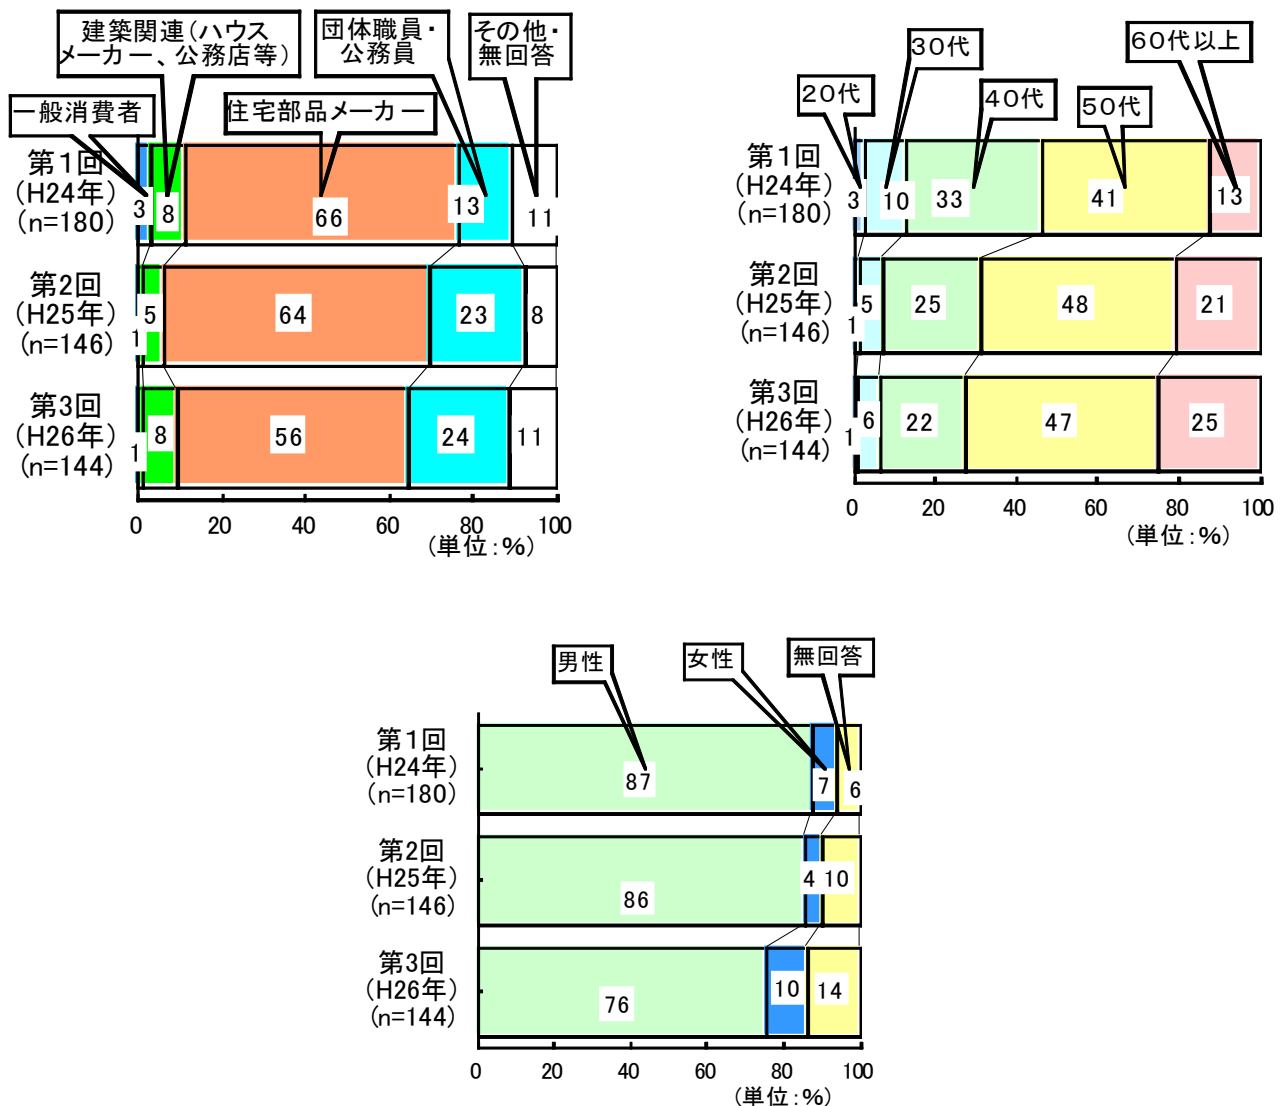 建築関連(ハウス
メーカー、公務店等)
団体職員・
公務員
その他・
無回答
一般消費者
住宅部品メーカー
第1回
(H24年)
(n=180)
3
8
66
13
11
第2回
(H25年)
(n=146)
1
5
64
23
8
第3回
(H26年)
(n=144)
1
8
56
24
11
0
20
40
60
80
100
(単位:%)
20代
30代
40代
50代
60代以上
第1回
(H24年)
(n=180)
3
10
33
41
13
第2回
(H25年)
(n=146)
1
5
25
48
21
第3回
(H26年)
(n=144)
1
6
22
47
25
0
20
40
60
80
100
(単位:%)
男性
女性
無回答
第1回
(H24年)
(n=180)
87
7
6
第2回
(H25年)
(n=146)
86
4
10
第3回
(H26年)
(n=144)
76
10
14
0
20
40
60
80
100
(単位:%)